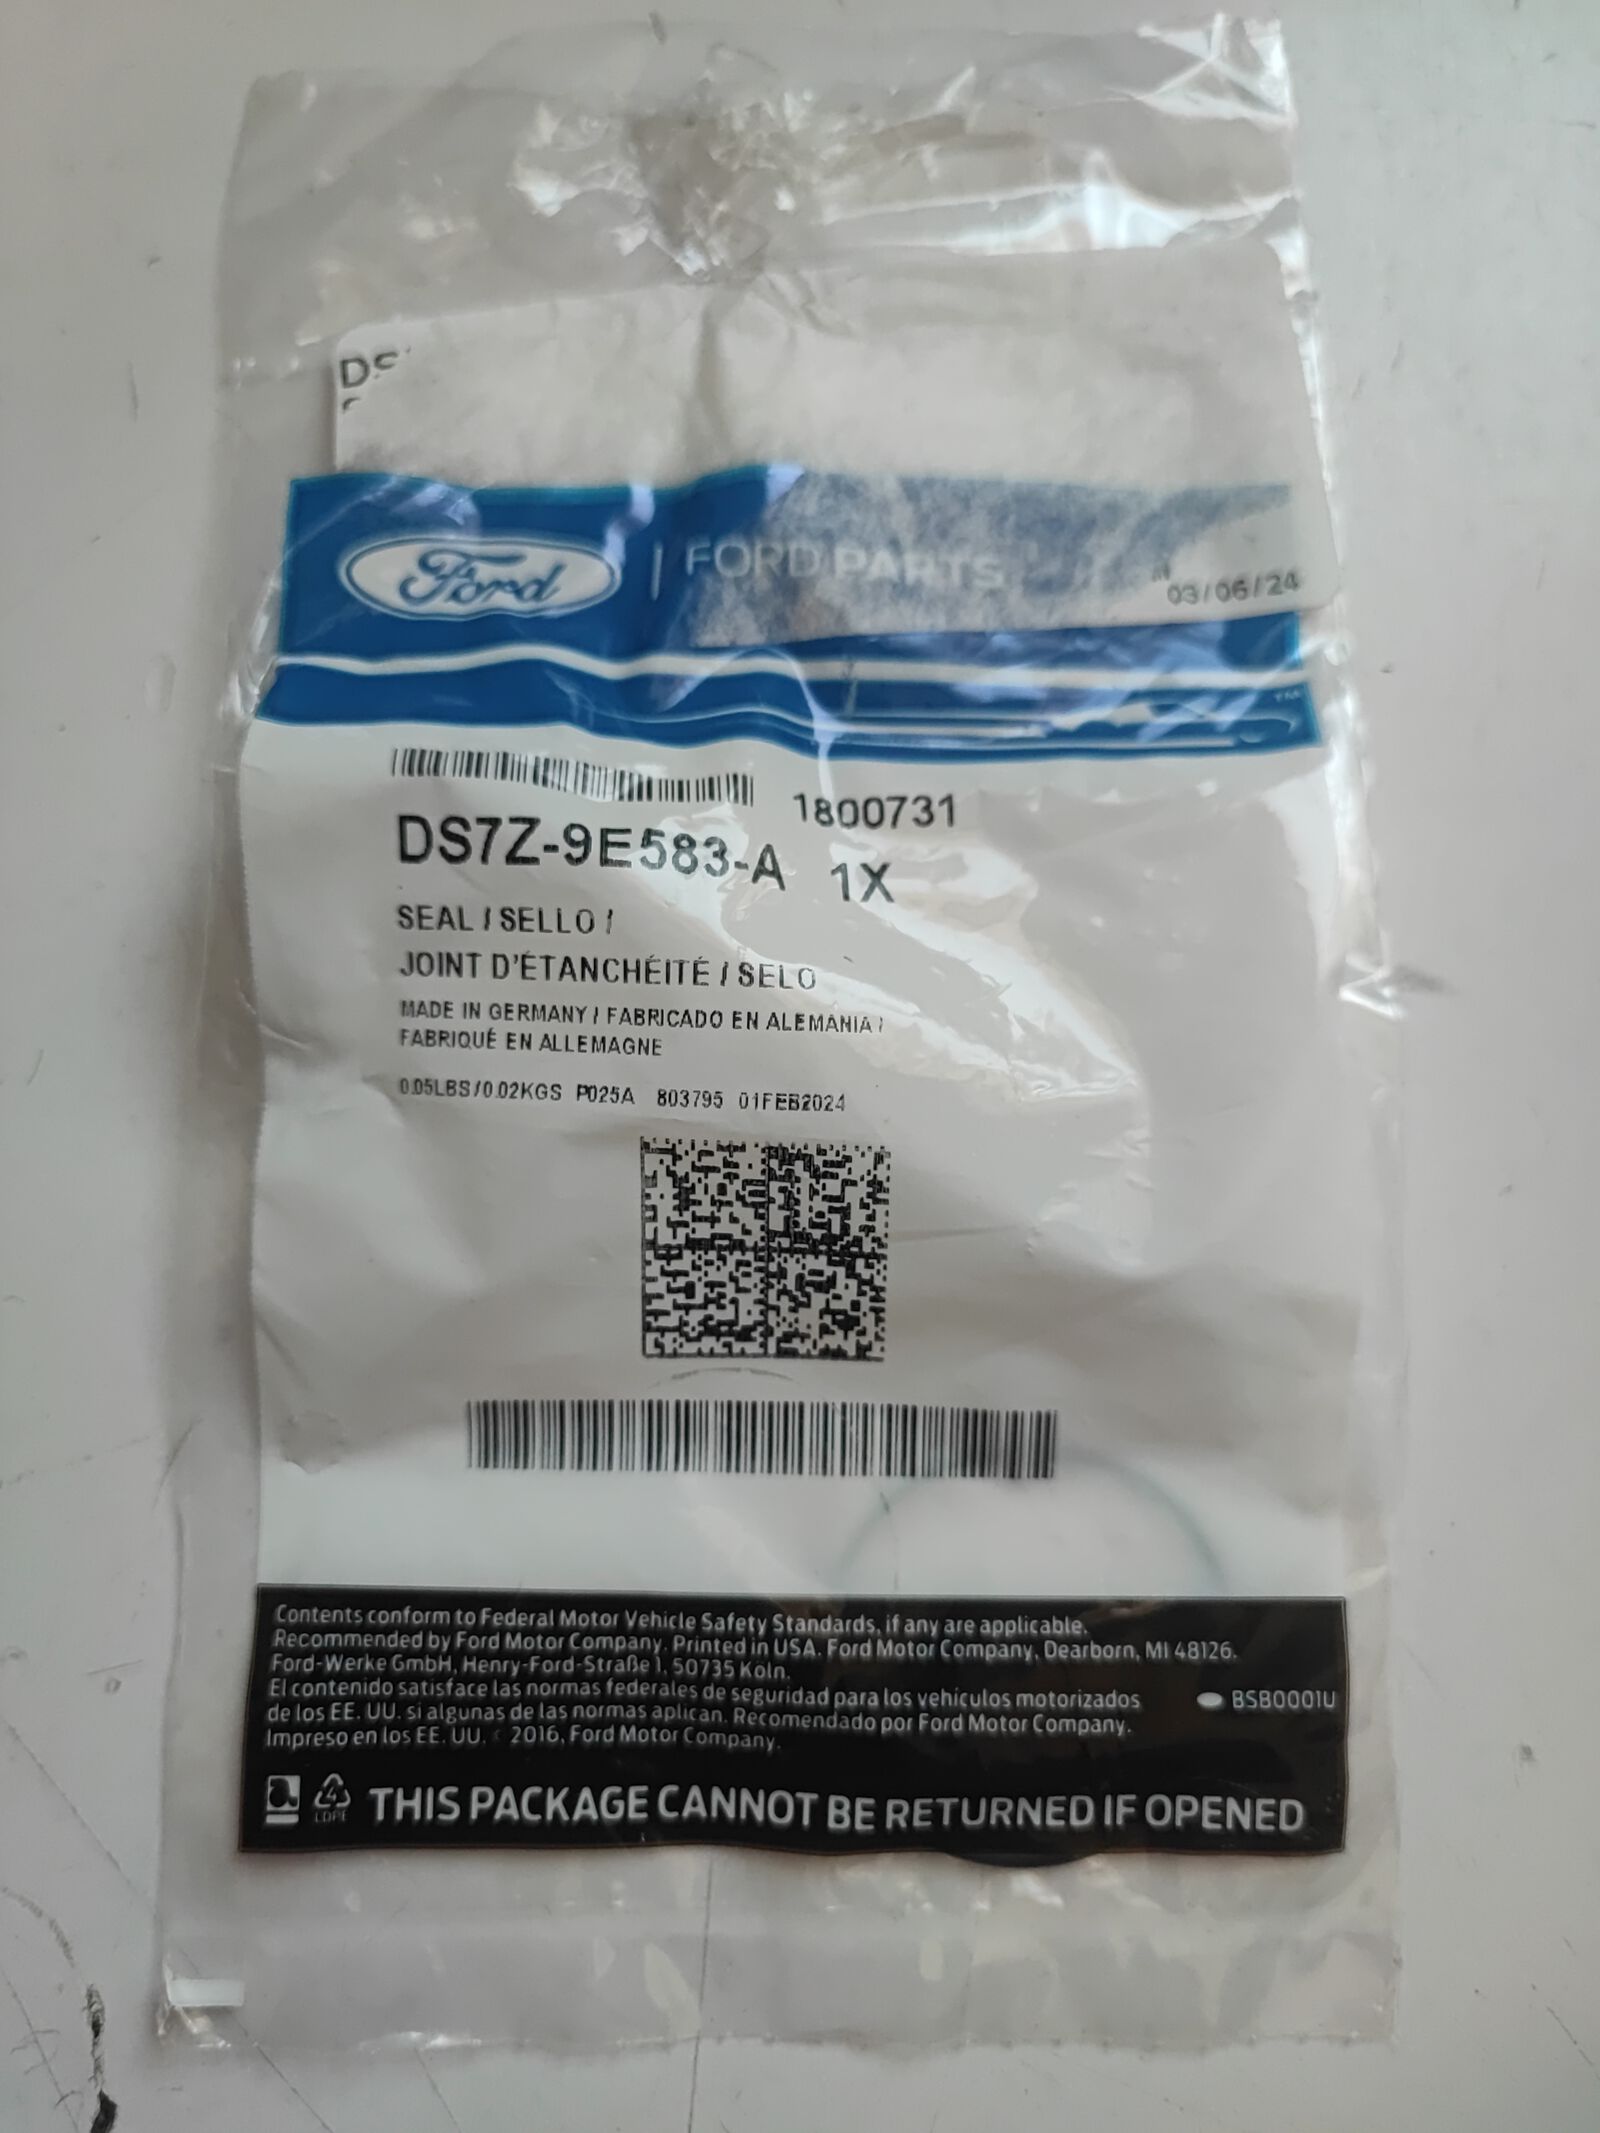 DS
Ford | FORD PARTS
03/06/24
TM
1800731
DS7Z-9E583-A 1X
SEAL / SELLO /
JOINT D'ÉTANCHÉITÉ / SELO
MADE IN GERMANY / FABRICADO EN ALEMANIA /
FABRIQUÉ EN ALLEMAGNE
0.05LBS/0.02KGS P025A 803795 01FEB2024
Contents conform to Federal Motor Vehicle Safety Standards, if any are applicable.
Recommended by Ford Motor Company. Printed in USA. Ford Motor Company, Dearborn, MI 48126.
Ford-Werke GmbH, Henry-Ford-Straße 1, 50735 Köln.
El contenido satisface las normas federales de seguridad para los vehículos motorizados
de los EE. UU. si algunas de las normas aplican. Recomendado por Ford Motor Company.
Impreso en los EE. UU. © 2016, Ford Motor Company.
BSB0001U
4
LDPE
THIS PACKAGE CANNOT BE RETURNED IF OPENED